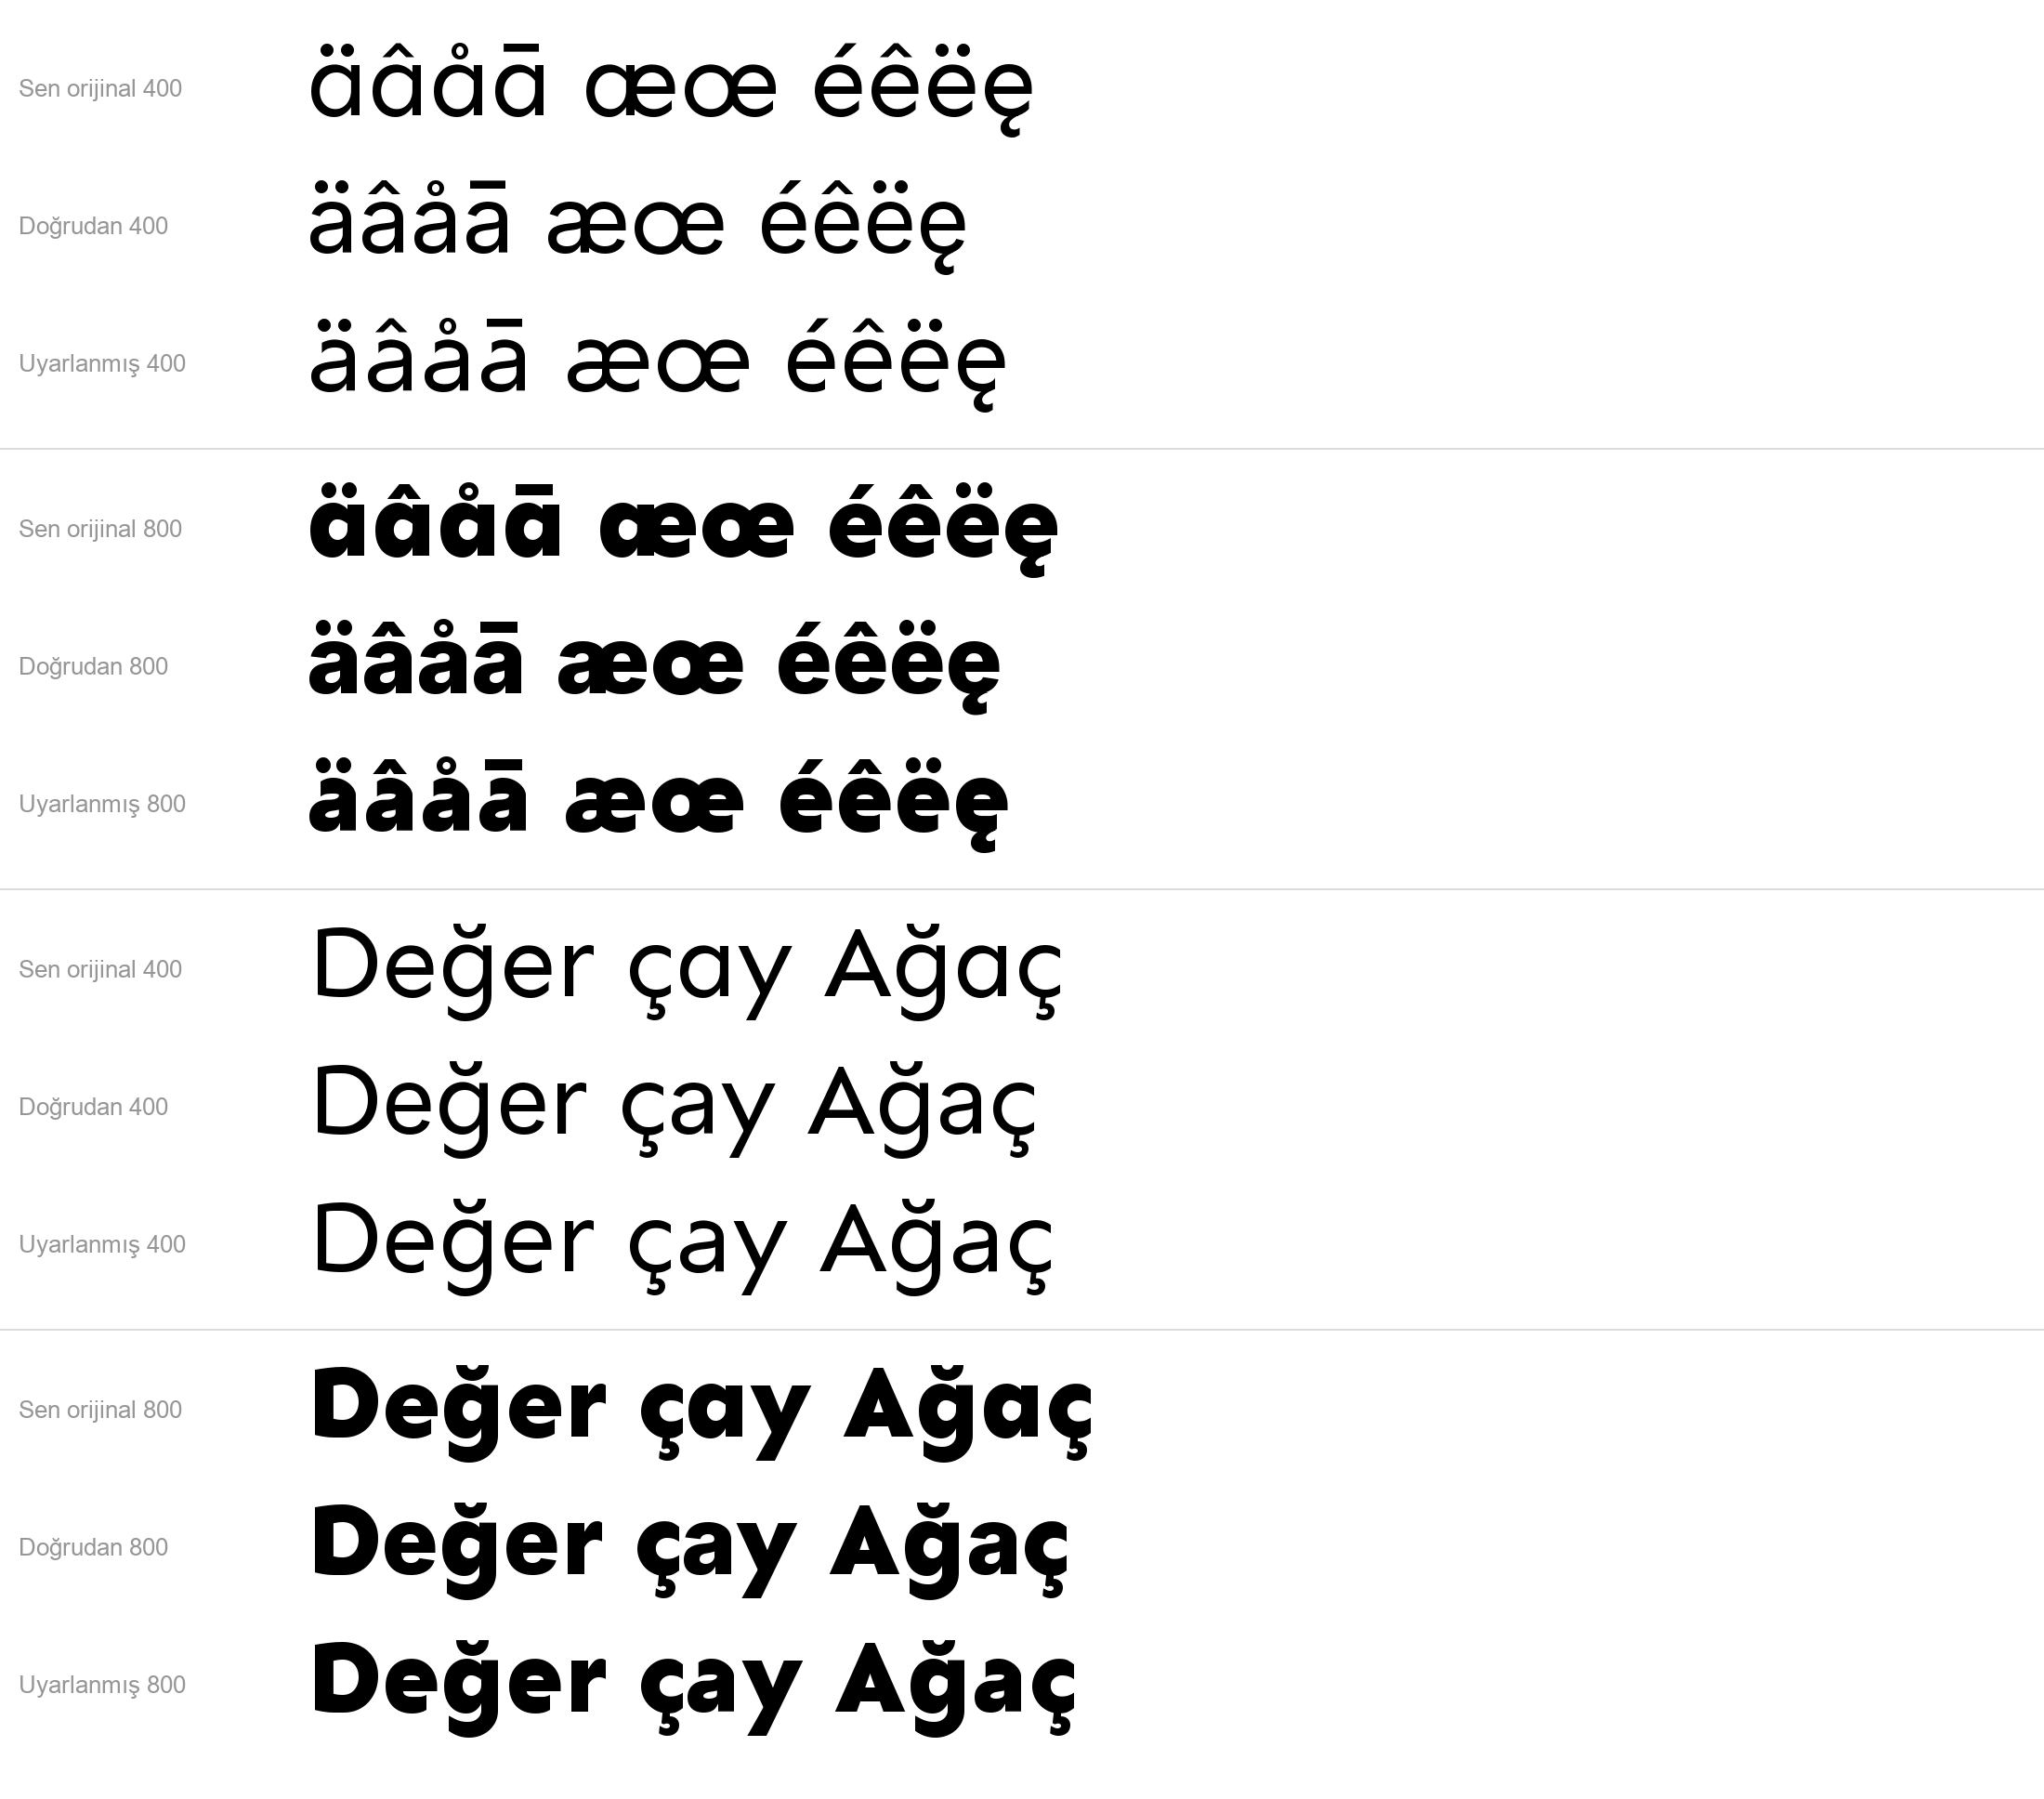 Sen orijinal 400 äâåā æœ éêëę
Doğrudan 400 äâåā æœ éêëę
Uyarlanmış 400 äâåā æœ éêëę
Sen orijinal 800 äâåā æœ éêëę
Doğrudan 800 äâåā æœ éêëę
Uyarlanmış 800 äâåā æœ éêëę
Sen orijinal 400 Değer çay Ağaç
Doğrudan 400 Değer çay Ağaç
Uyarlanmış 400 Değer çay Ağaç
Sen orijinal 800 Değer çay Ağaç
Doğrudan 800 Değer çay Ağaç
Uyarlanmış 800 Değer çay Ağaç